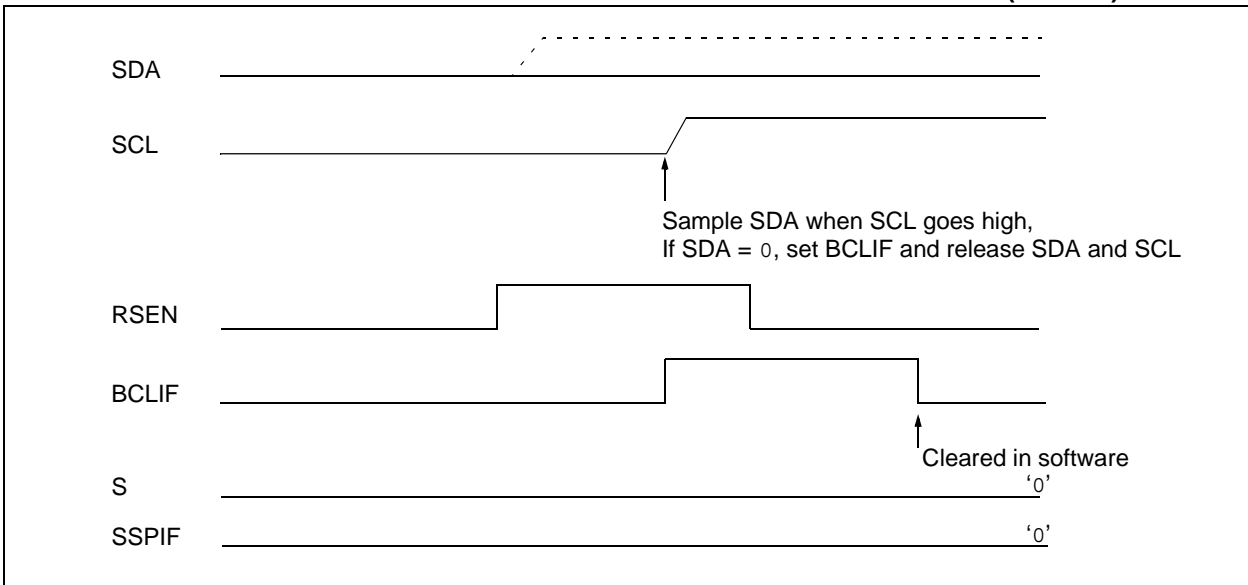 SDA
SCL
Sample SDA when SCL goes high,
If SDA = 0, set BCLIF and release SDA and SCL
RSEN
BCLIF
Cleared in software
S
‘0’
SSPIF
‘0’